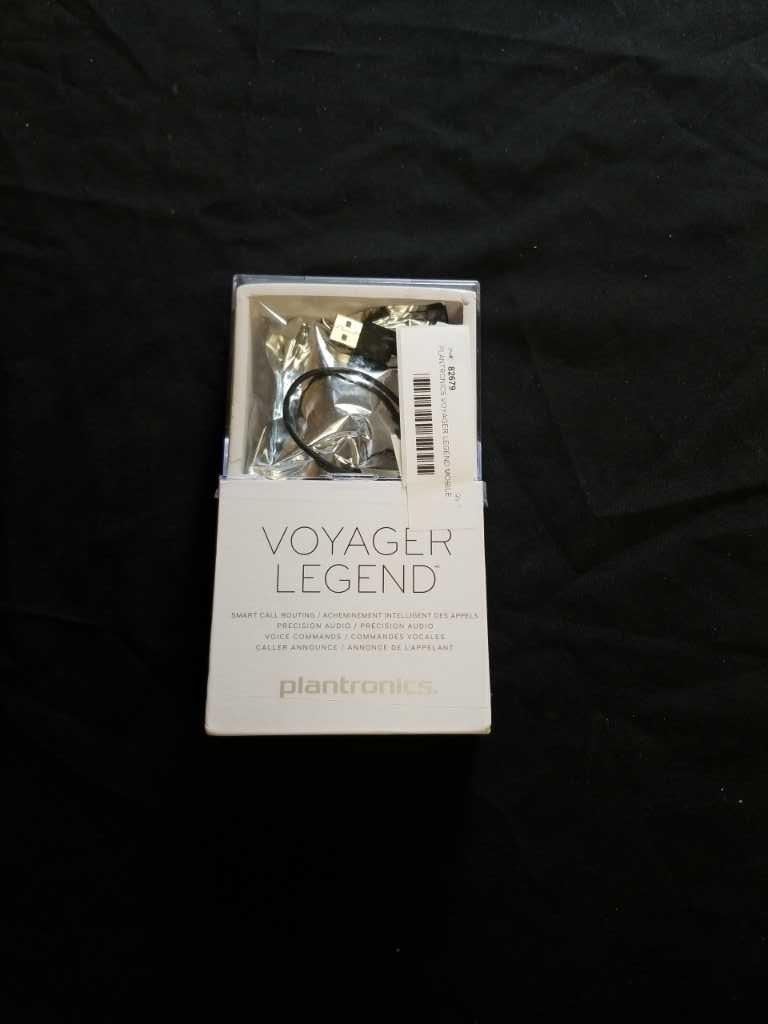 82679
PLANTRONICS VOYAGER LEGEND MOBILE
VOYAGER
LEGEND™
SMART CALL ROUTING / ACHEMINEMENT INTELLIGENT DES APPELS
PRECISION AUDIO / PRÉCISION AUDIO
VOICE COMMANDS / COMMANDES VOCALES
CALLER ANNOUNCE / ANNONCE DE L'APPELANT
plantronics.